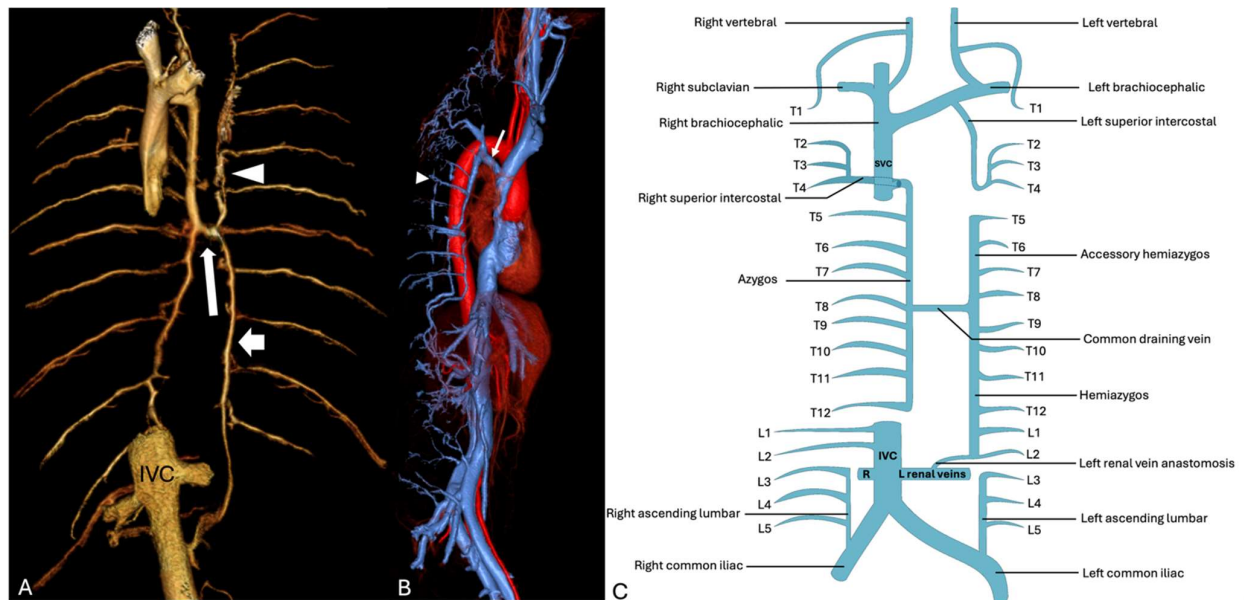 IVC
A
B
Right vertebral
Left vertebral
Right subclavian
Left brachiocephalic
T1
T1
Right brachiocephalic
Left superior intercostal
T2
T2
T3
SVC
T3
T4
T4
Right superior intercostal
T5
T5
T6
T6
Accessory hemiazygos
Azygos
T7
T7
T8
T8
T9
T9
Common draining vein
T10
T10
T11
T11
Hemiazygos
T12
T12
L1
L1
L2
IVC
L2
Left renal vein anastomosis
R
L renal veins
L3
L3
L4
L4
Right ascending lumbar
L5
L5
Left ascending lumbar
Right common iliac
Left common iliac
C